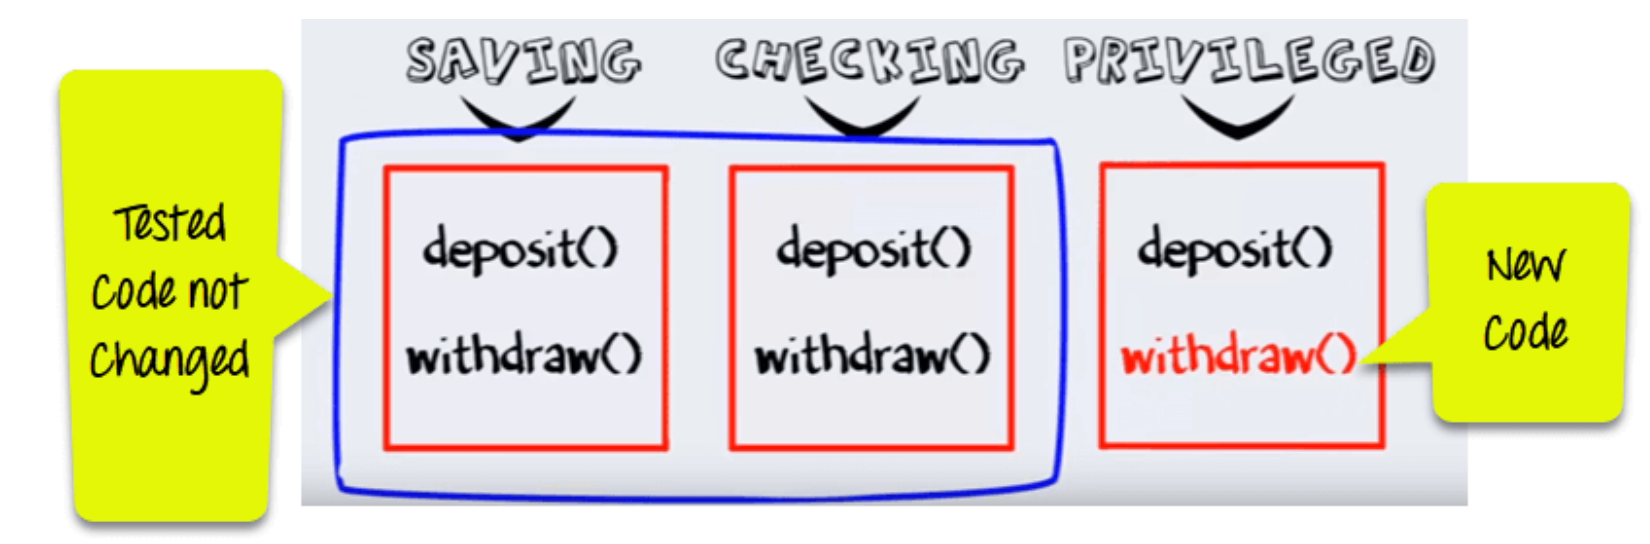 SAVING CHECKING PRIVILEGED
Tested
Code not
Changed
deposit() deposit() deposit()
withdraw() withdraw() withdraw()
New
Code